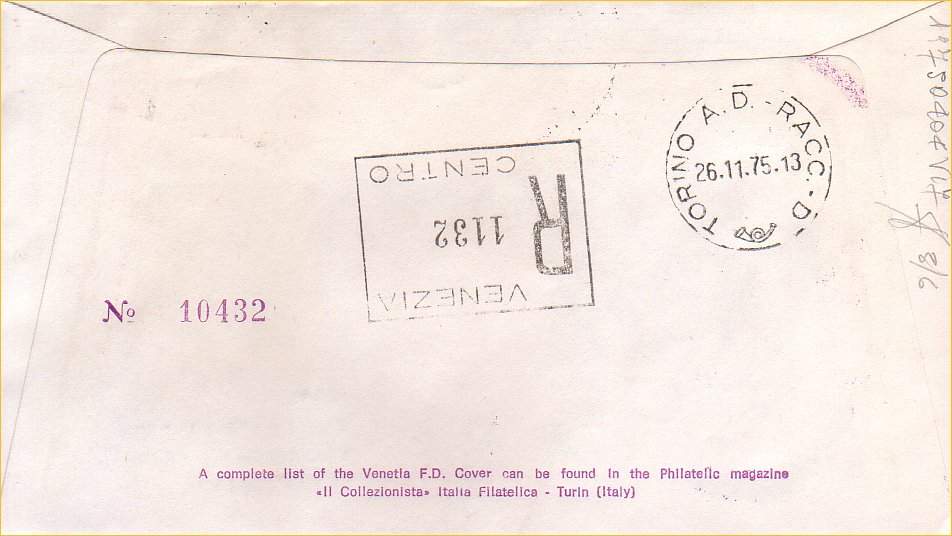 TORINO A.D. - RACC. - D
26.11.75.13
VENEZIA
R 1132
CENTRO
Nº 10432
A complete list of the Venetia F.D. Cover can be found in the Philatelic magazine
«Il Collezionista» Italia Filatelica - Turin (Italy)